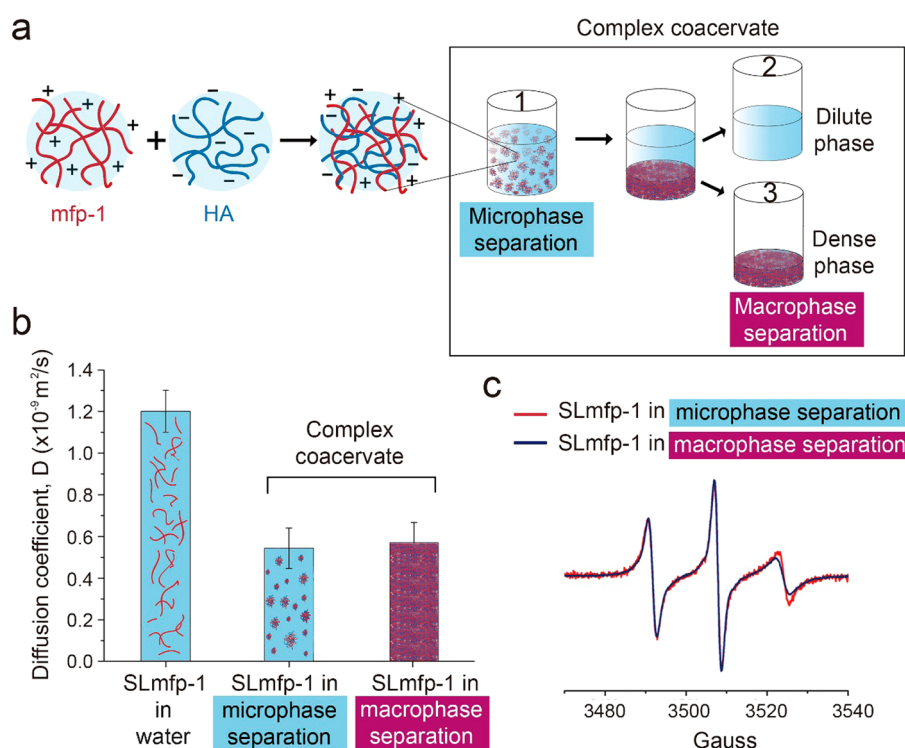 a
Complex coacervate
mfp-1
+
HA
1
2
3
Microphase
separation
Dilute
phase
Dense
phase
Macrophase
separation
b
Diffusion coefficient, D (x10⁻⁹m²/s)
1.4
1.2
1.0
0.8
0.6
0.4
0.2
0.0
Complex
coacervate
SLmfp-1
in
water
SLmfp-1 in
microphase
separation
SLmfp-1 in
macrophase
separation
c
SLmfp-1 in microphase separation
SLmfp-1 in macrophase separation
3480 3500 3520 3540
Gauss